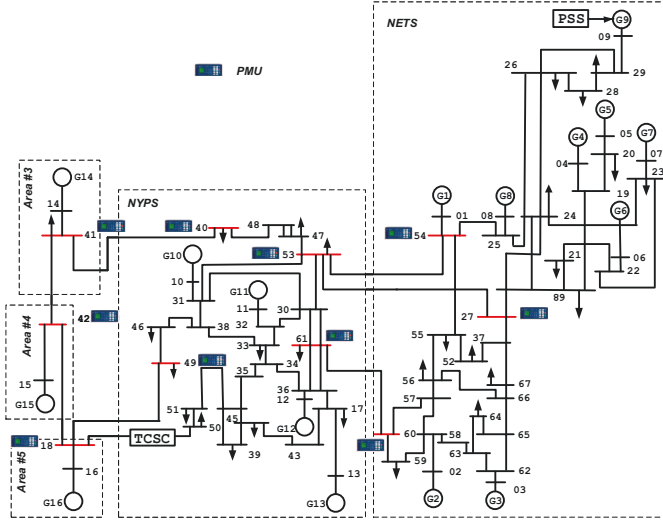 NETS
PSS
G9
09
PMU
26
29
28
G5
G4
G7
05
20
07
04
23
19
Area #3
G14
14
41
NYPS
40
48
47
53
G1
G8
01
08
54
25
24
G6
G10
10
31
G11
11
30
32
21
06
22
89
Area #4
42
46
38
33
61
27
55
37
49
34
35
52
15
G15
36
12
56
67
57
66
51
50
45
17
64
G12
18
TCSC
39
43
60
58
65
63
59
Area #5
16
G16
13
G13
02
G2
62
03
G3